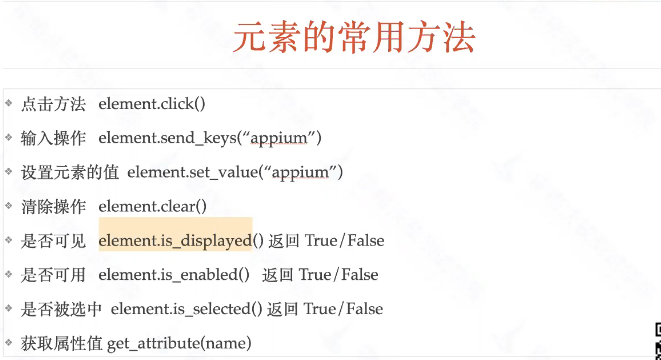 元素的常用方法
❖ 点击方法 element.click()
❖ 输入操作 element.send_keys(“appium”)
❖ 设置元素的值 element.set_value(“appium”)
❖ 清除操作 element.clear()
❖ 是否可见 element.is_displayed() 返回 True/False
❖ 是否可用 element.is_enabled() 返回 True/False
❖ 是否被选中 element.is_selected() 返回 True/False
❖ 获取属性值 get_attribute(name)